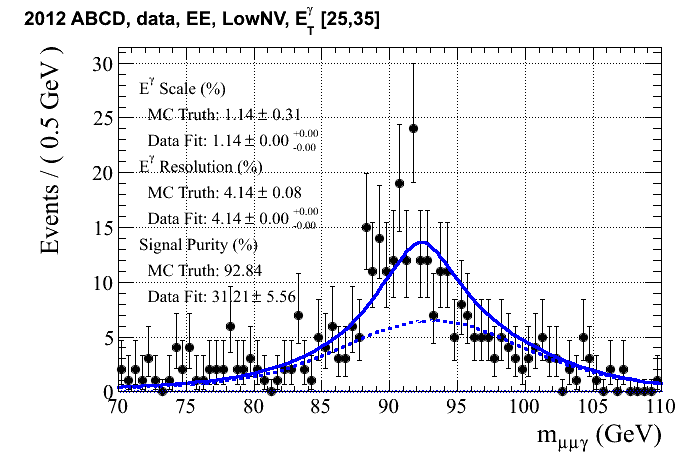 2012 ABCD, data, EE, LowNV, E_T^γ [25,35]
Events / ( 0.5 GeV )
30
25
20
15
10
5
0
E^γ Scale (%)
MC Truth: 1.14 ± 0.31
Data Fit: 1.14 ± 0.00 +0.00 -0.00
E^γ Resolution (%)
MC Truth: 4.14 ± 0.08
Data Fit: 4.14 ± 0.00 +0.00 -0.00
Signal Purity (%)
MC Truth: 92.84
Data Fit: 31.21 ± 5.56
70 75 80 85 90 95 100 105 110
m_μμγ (GeV)